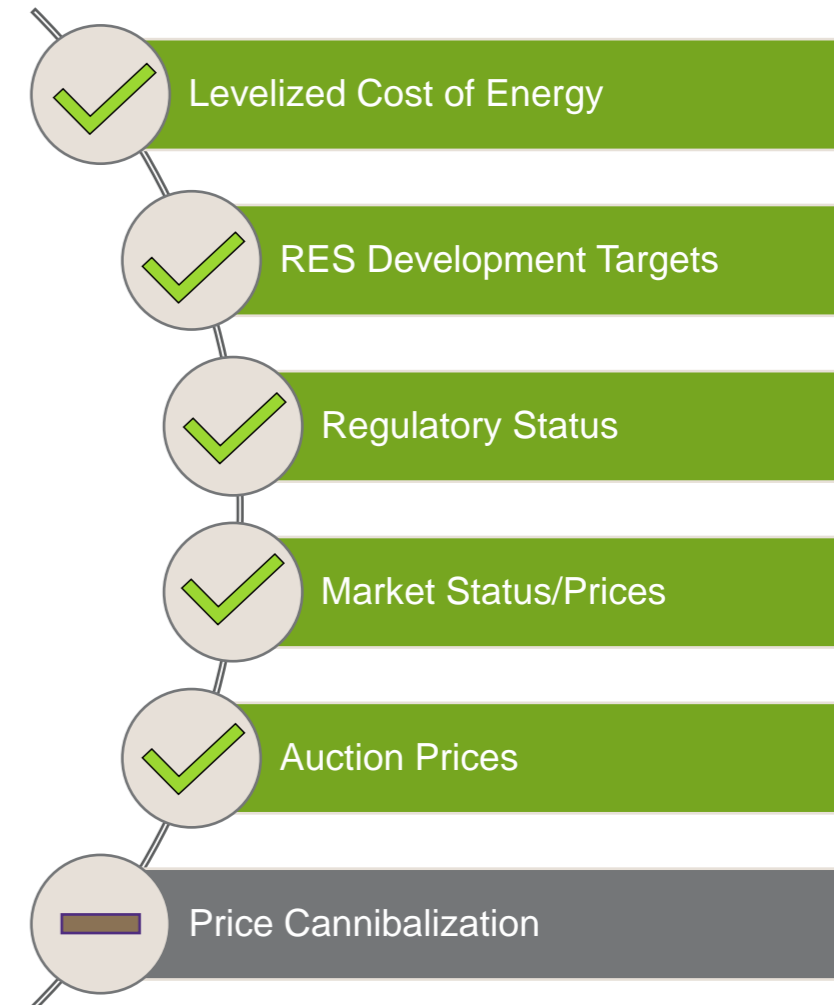 Levelized Cost of Energy
RES Development Targets
Regulatory Status
Market Status/Prices
Auction Prices
Price Cannibalization